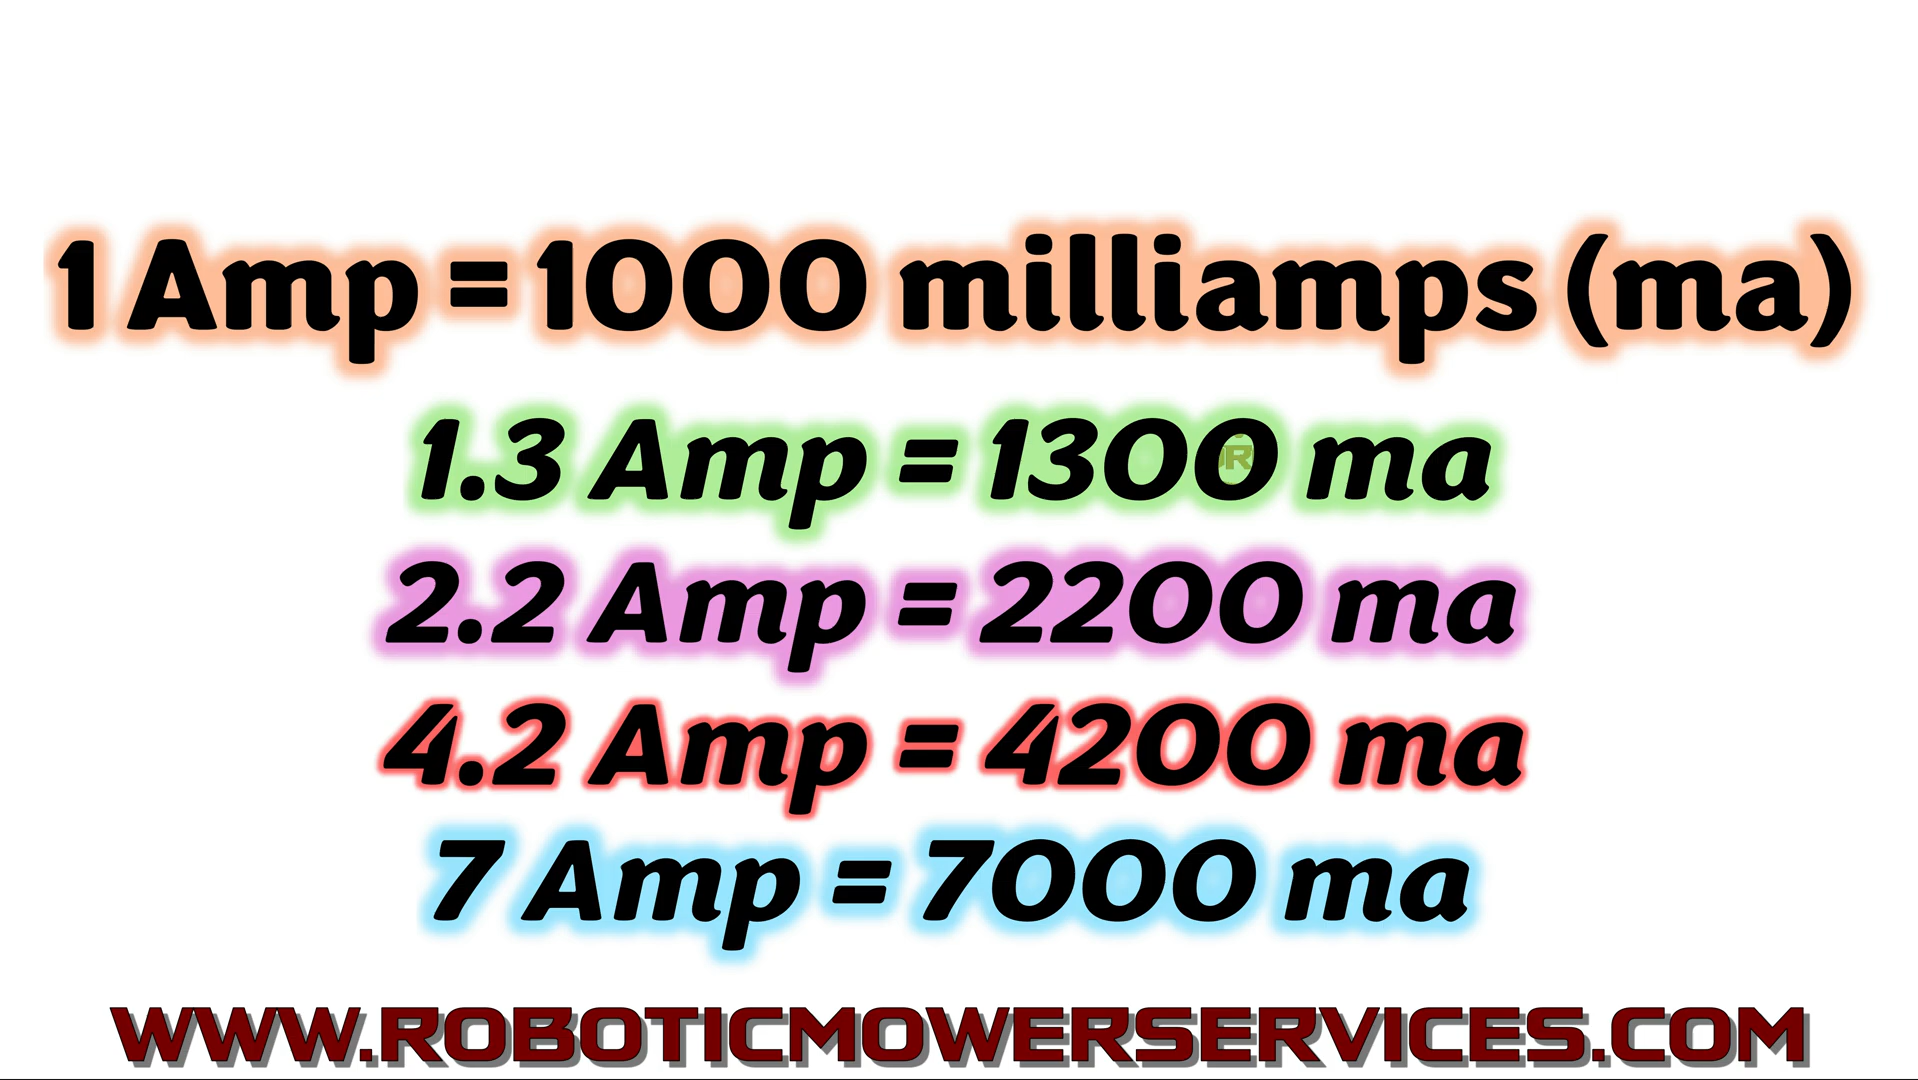 1 Amp = 1000 milliamps (ma)
1.3 Amp = 1300 ma
2.2 Amp = 2200 ma
4.2 Amp = 4200 ma
7 Amp = 7000 ma
WWW.ROBOTICMOWERSERVICES.COM